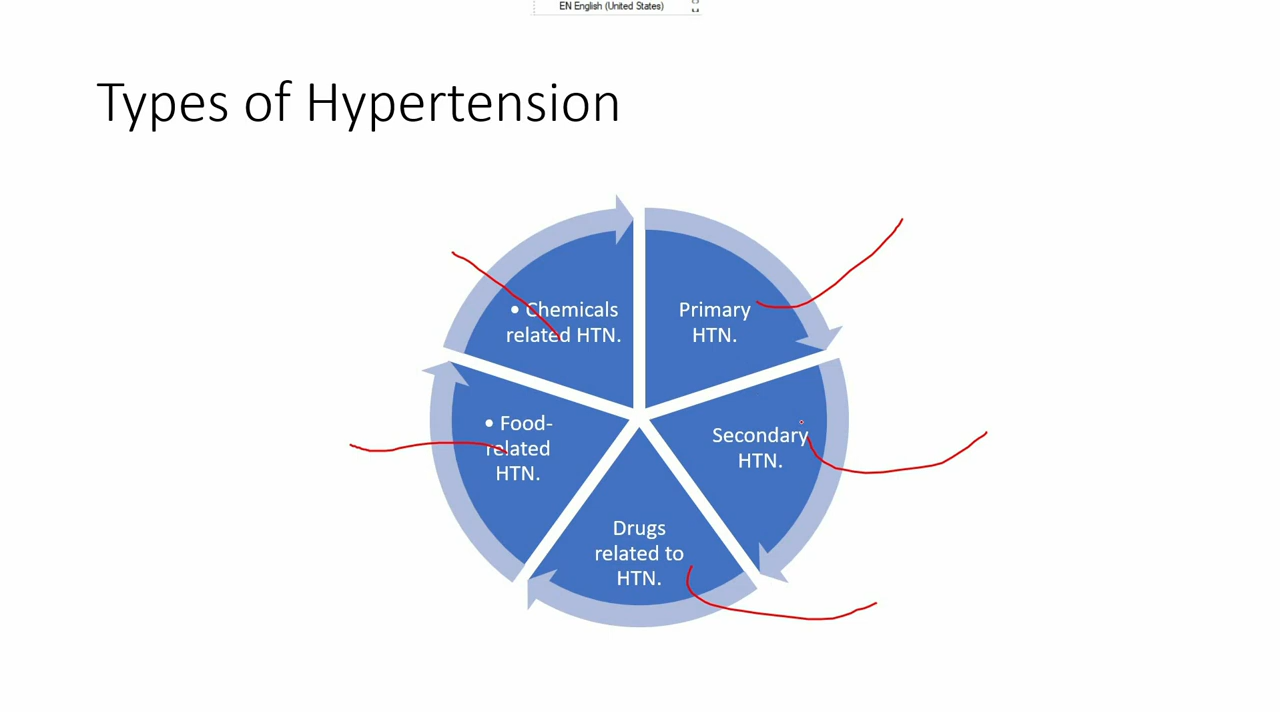 EN English (United States)
Types of Hypertension
• Chemicals
related HTN.
Primary
HTN.
• Food-
related
HTN.
Secondary
HTN.
Drugs
related to
HTN.